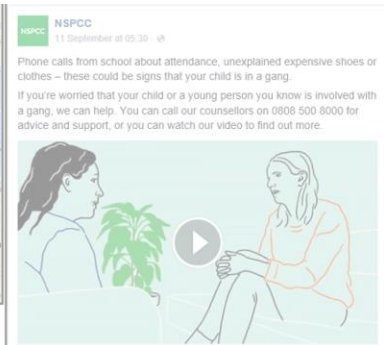 NSPCC
NSPCC
11 September at 05:30 ·
Phone calls from school about attendance, unexplained expensive shoes or
clothes – these could be signs that your child is in a gang.
If you're worried that your child or a young person you know is involved with
a gang, we can help. You can call our counsellors on 0808 500 8000 for
advice and support, or you can watch our video to find out more.